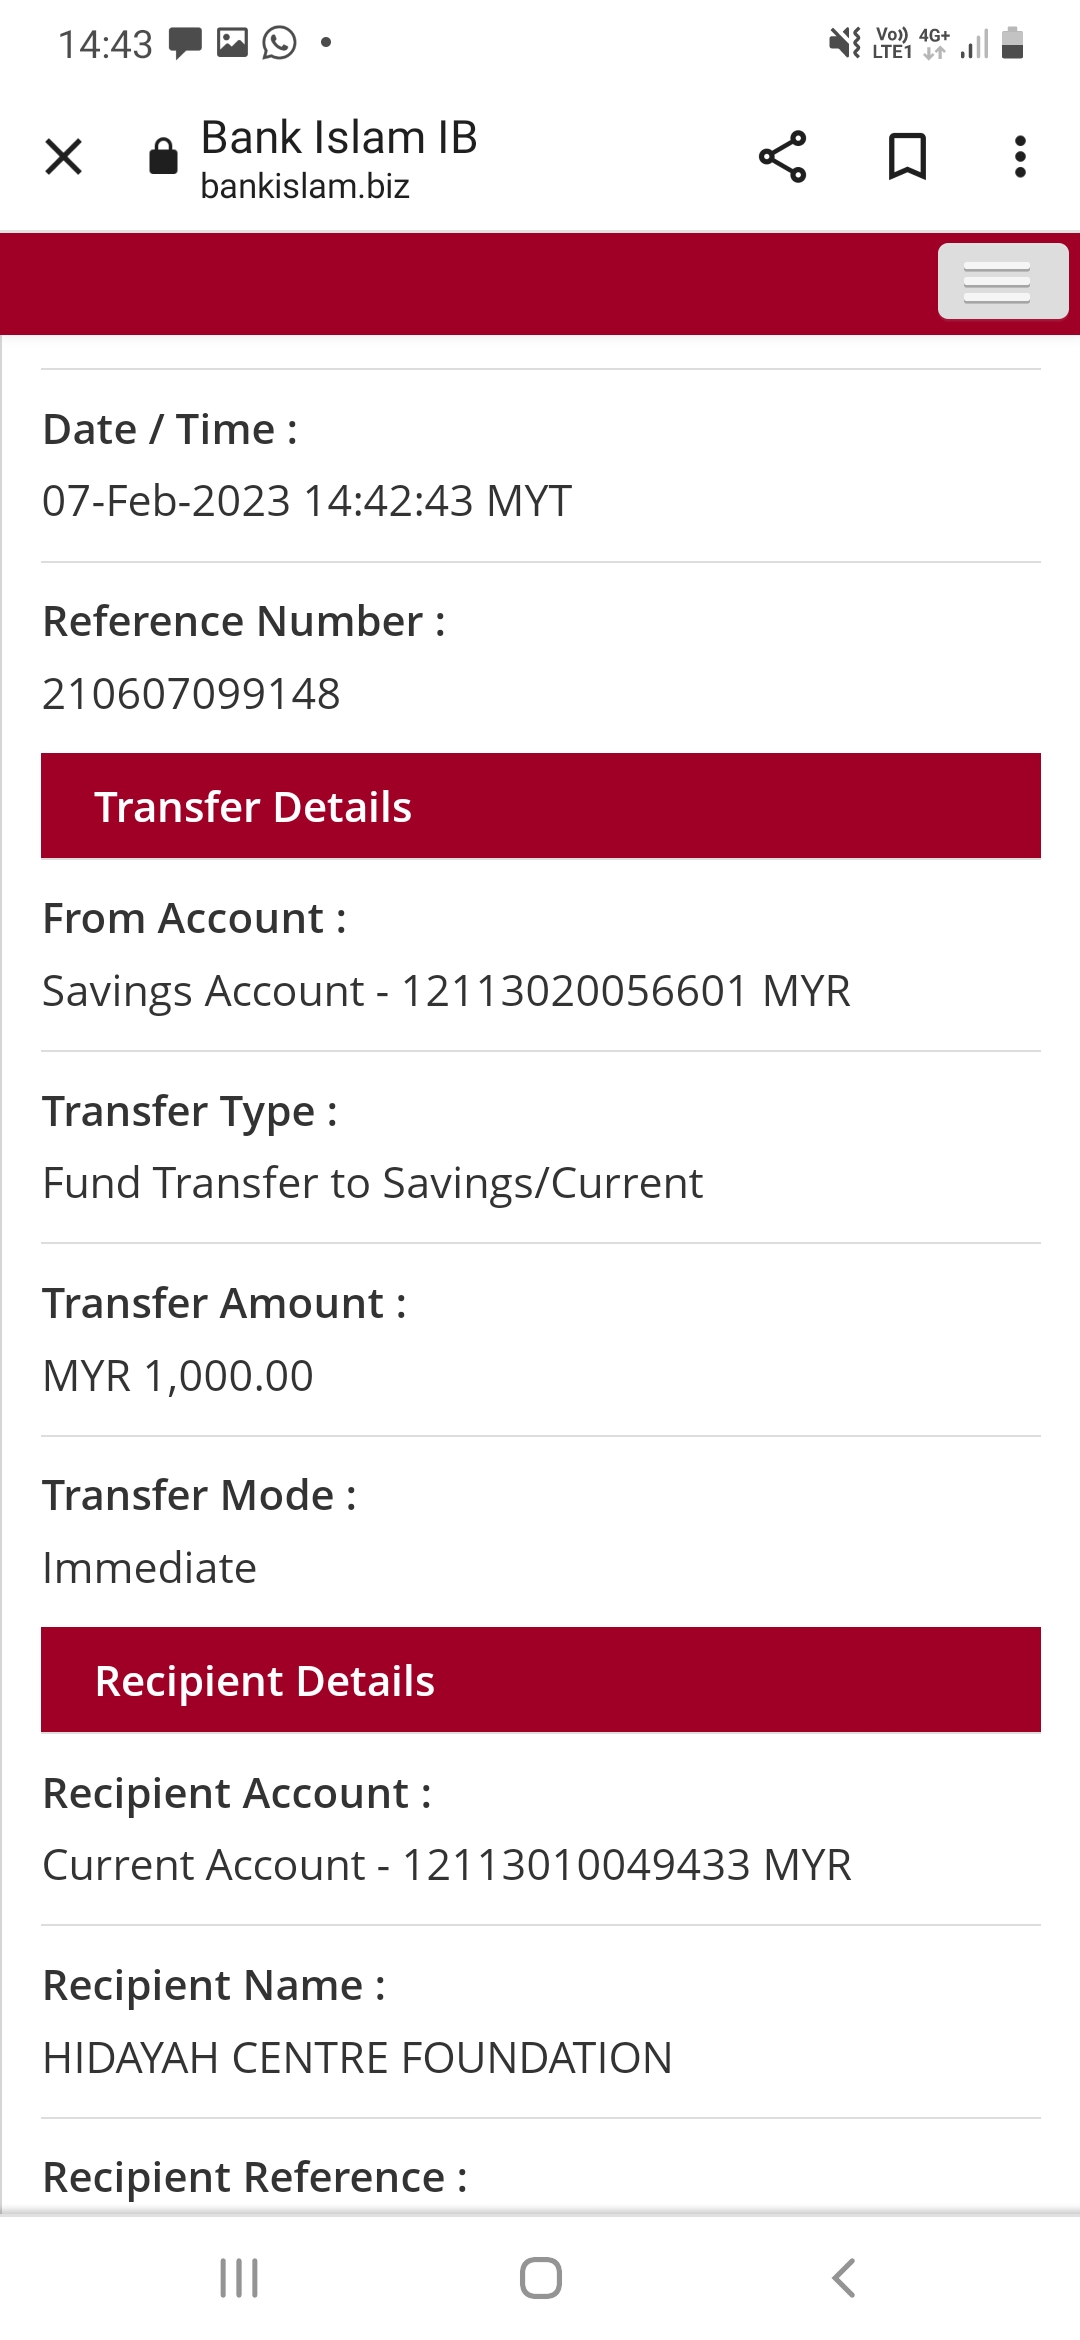 14:43
Vo)) 4G+
LTE1
Bank Islam IB
bankislam.biz
Date / Time :
07-Feb-2023 14:42:43 MYT
Reference Number :
210607099148
Transfer Details
From Account :
Savings Account - 12113020056601 MYR
Transfer Type :
Fund Transfer to Savings/Current
Transfer Amount :
MYR 1,000.00
Transfer Mode :
Immediate
Recipient Details
Recipient Account :
Current Account - 12113010049433 MYR
Recipient Name :
HIDAYAH CENTRE FOUNDATION
Recipient Reference :